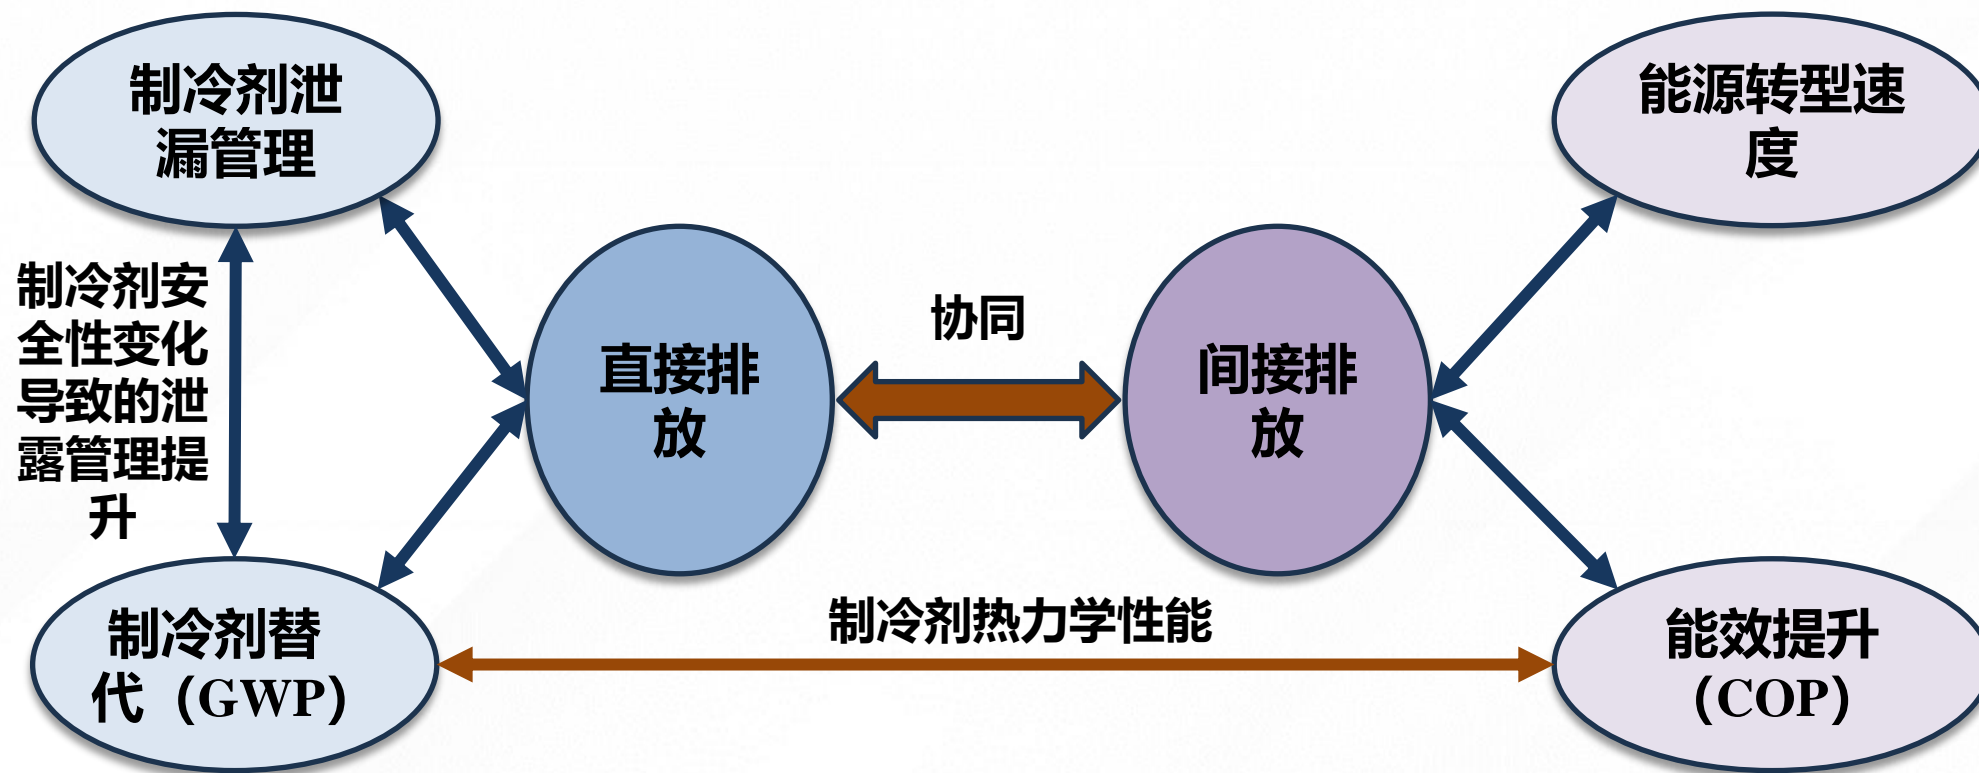 制冷剂泄
漏管理
能源转型速
度
制冷剂安
全性变化
导致的泄
露管理提
升
直接排
放
协同
间接排
放
制冷剂热力学性能
制冷剂替
代（GWP）
能效提升
（COP）